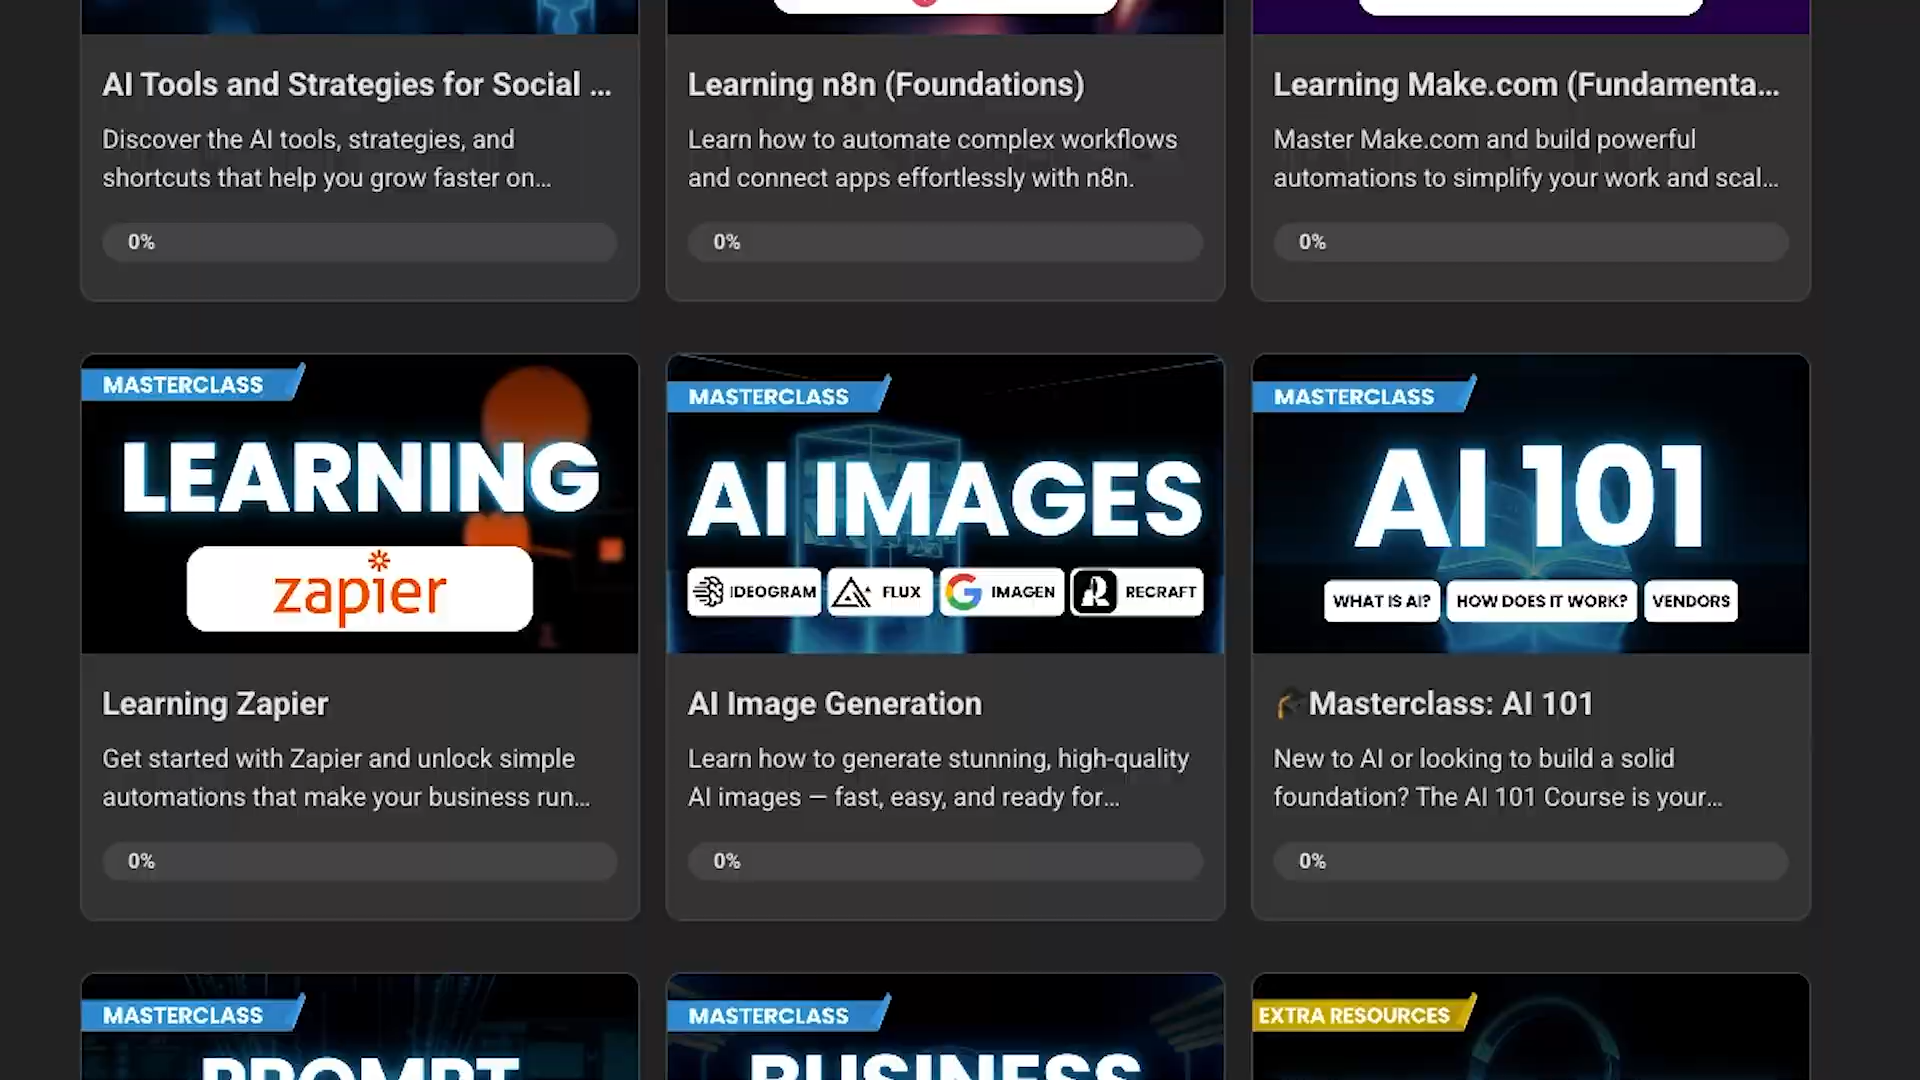 AI Tools and Strategies for Social ...
Discover the AI tools, strategies, and
shortcuts that help you grow faster on...
0%
Learning n8n (Foundations)
Learn how to automate complex workflows
and connect apps effortlessly with n8n.
0%
Learning Make.com (Fundamenta...
Master Make.com and build powerful
automations to simplify your work and scal...
0%
MASTERCLASS
LEARNING
zapier
Learning Zapier
Get started with Zapier and unlock simple
automations that make your business run...
0%
MASTERCLASS
AI IMAGES
IDEOGRAM FLUX IMAGEN RECRAFT
AI Image Generation
Learn how to generate stunning, high-quality
AI images — fast, easy, and ready for...
0%
MASTERCLASS
AI 101
WHAT IS AI? HOW DOES IT WORK? VENDORS
🎓Masterclass: AI 101
New to AI or looking to build a solid
foundation? The AI 101 Course is your...
0%
MASTERCLASS
PROMPT
MASTERCLASS
BUSINESS
EXTRA RESOURCES